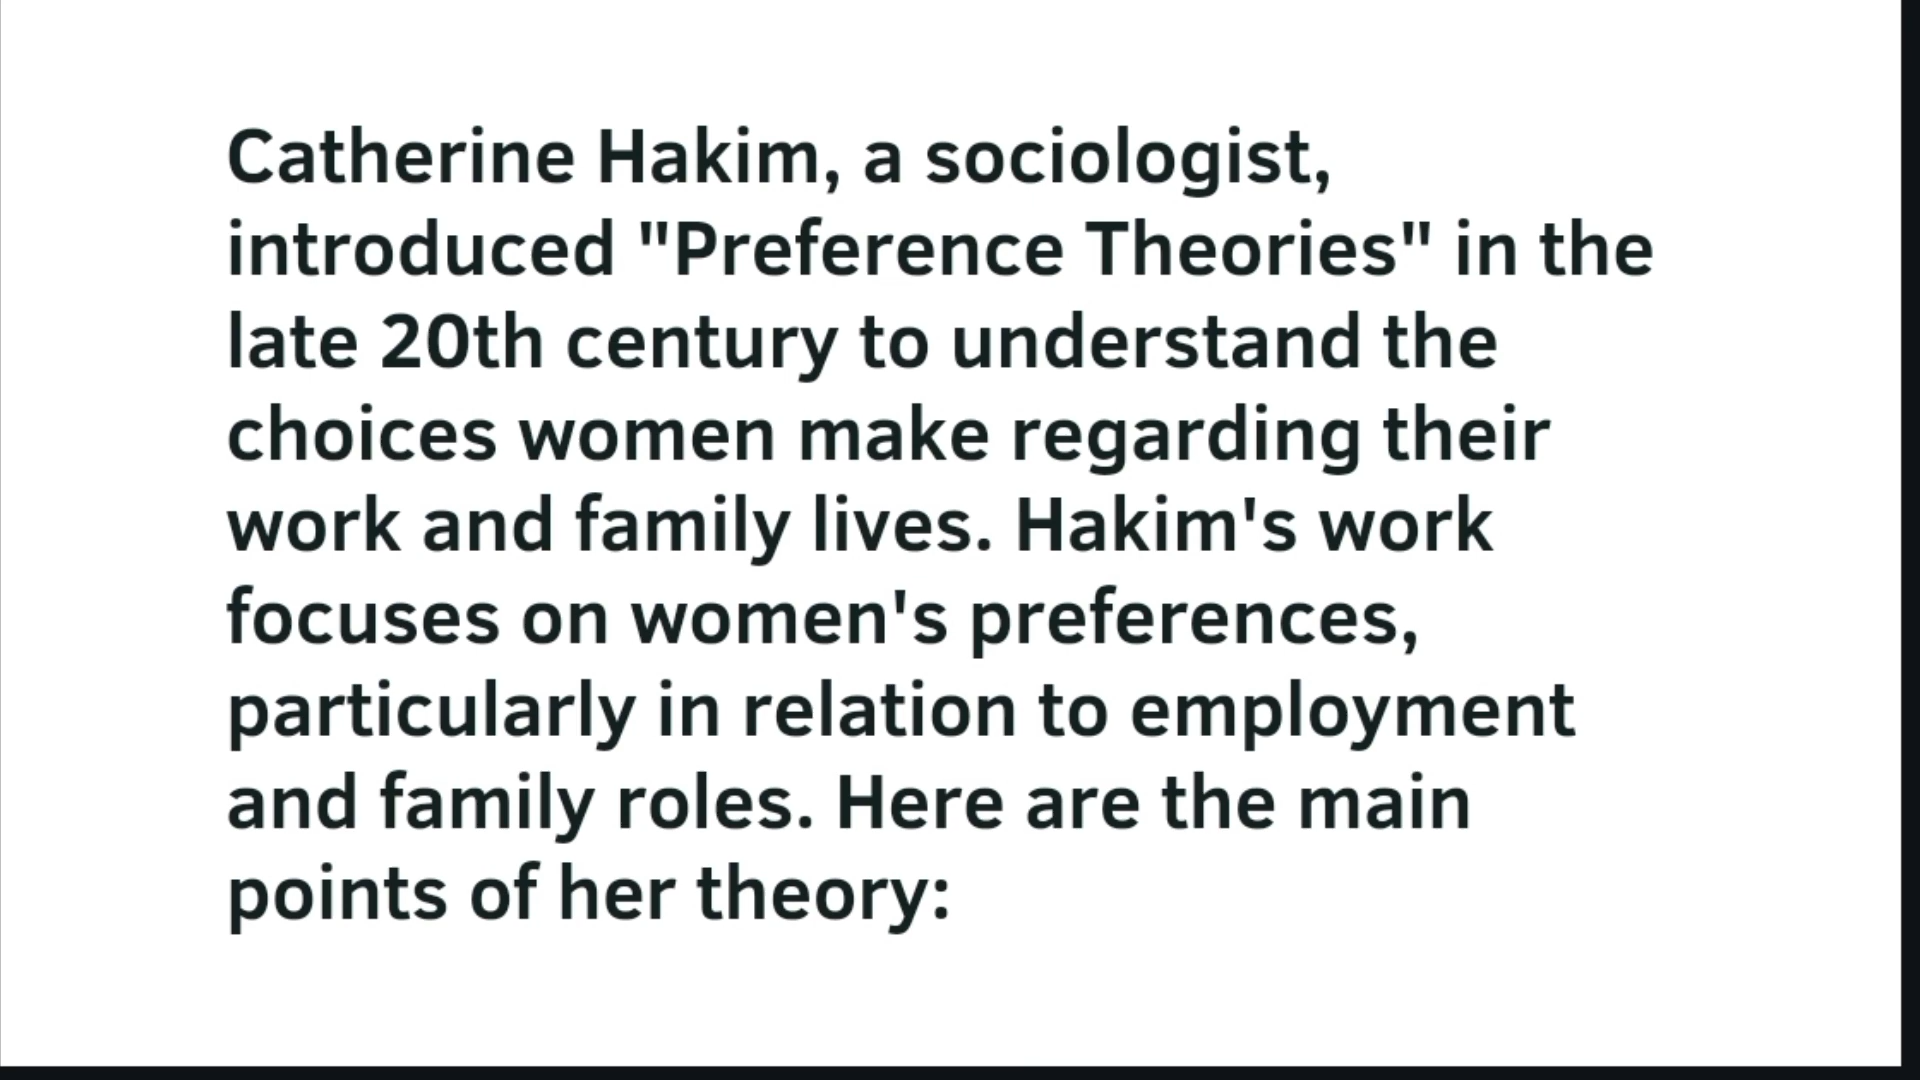 Catherine Hakim, a sociologist,
introduced "Preference Theories" in the
late 20th century to understand the
choices women make regarding their
work and family lives. Hakim's work
focuses on women's preferences,
particularly in relation to employment
and family roles. Here are the main
points of her theory: